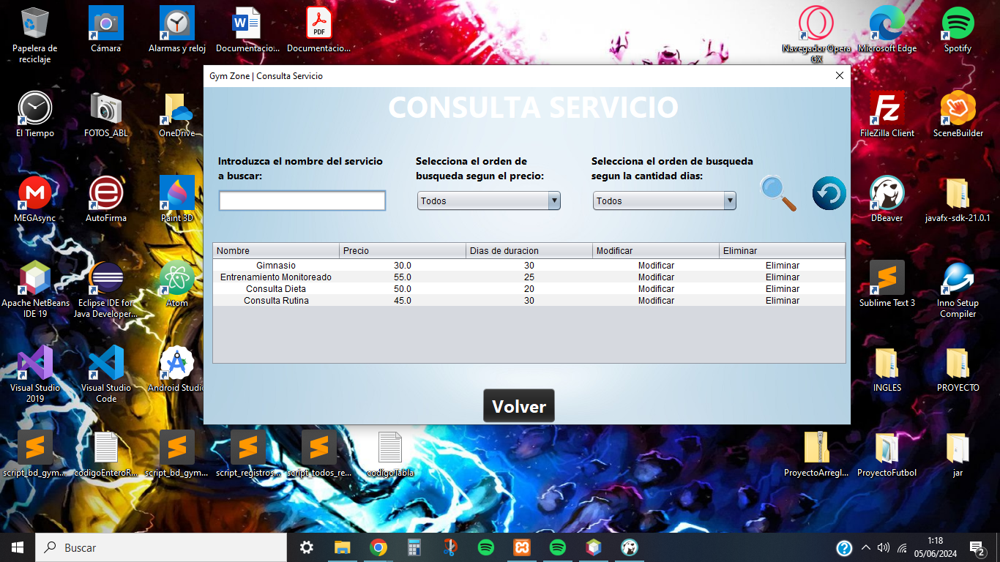 Papelera de
reciclaje
Cámara
Alarmas y reloj
Documentacio...
Documentacio...
Navegador Opera
GX
Microsoft Edge
Spotify
W
PDF
Gym Zone | Consulta Servicio
CONSULTA SERVICIO
El Tiempo
FOTOS_ABL
OneDrive
Fz
FileZilla Client
SceneBuilder
Introduzca el nombre del servicio
a buscar:
Selecciona el orden de
busqueda segun el precio:
Selecciona el orden de busqueda
segun la cantidad dias:
Todos
Todos
MEGAsync
AutoFirma
Paint 3D
DBeaver
javafx-sdk-21.0.1
Nombre Precio Dias de duracion Modificar Eliminar
Gimnasio 30.0 30 Modificar Eliminar
Entrenamiento Monitoreado 55.0 25 Modificar Eliminar
Consulta Dieta 50.0 20 Modificar Eliminar
Consulta Rutina 45.0 30 Modificar Eliminar
Apache NetBeans
IDE 19
Eclipse IDE for
Java Developer...
Atom
Sublime Text 3
Inno Setup
Compiler
Visual Studio
2019
Visual Studio
Code
Android Studio
INGLES
PROYECTO
Volver
script_bd_gym...
codigoEnteroR...
script_bd_gym...
script_registros...
script_todos_re...
codigoTabla
ProyectoArregl...
ProyectoFutbol
jar
Buscar
1:18
05/06/2024
2